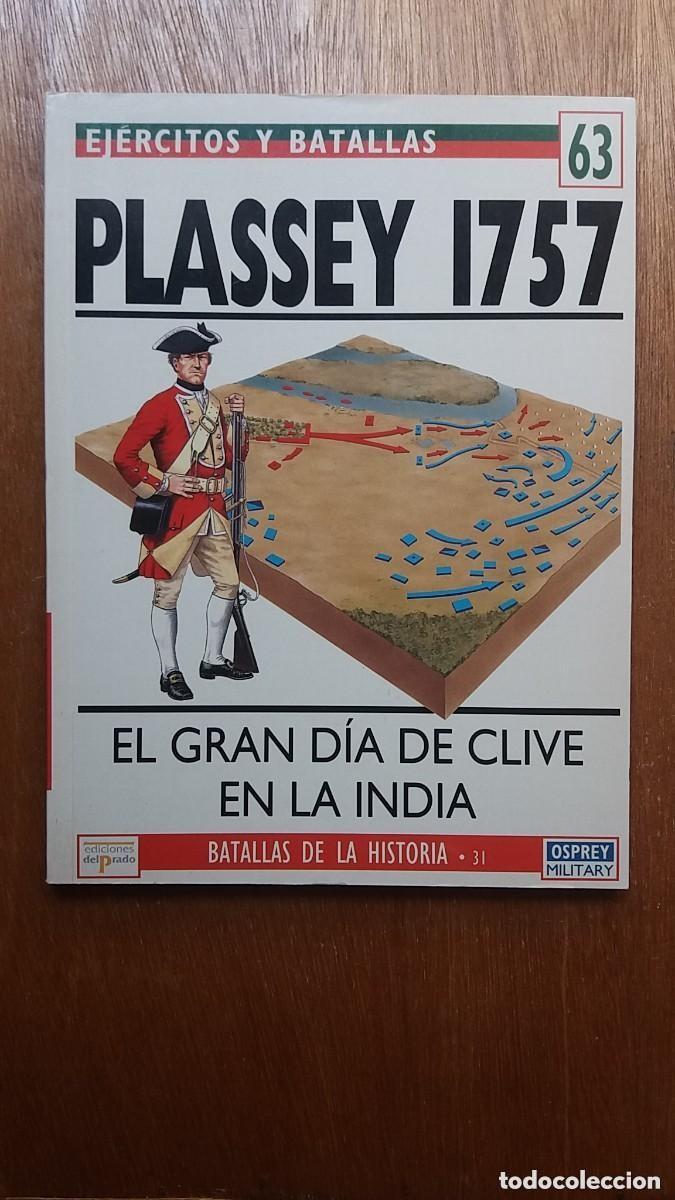 EJÉRCITOS Y BATALLAS
63
PLASSEY 1757
EL GRAN DÍA DE CLIVE
EN LA INDIA
ediciones
delPrado
BATALLAS DE LA HISTORIA • 31
OSPREY
MILITARY
todocoleccion